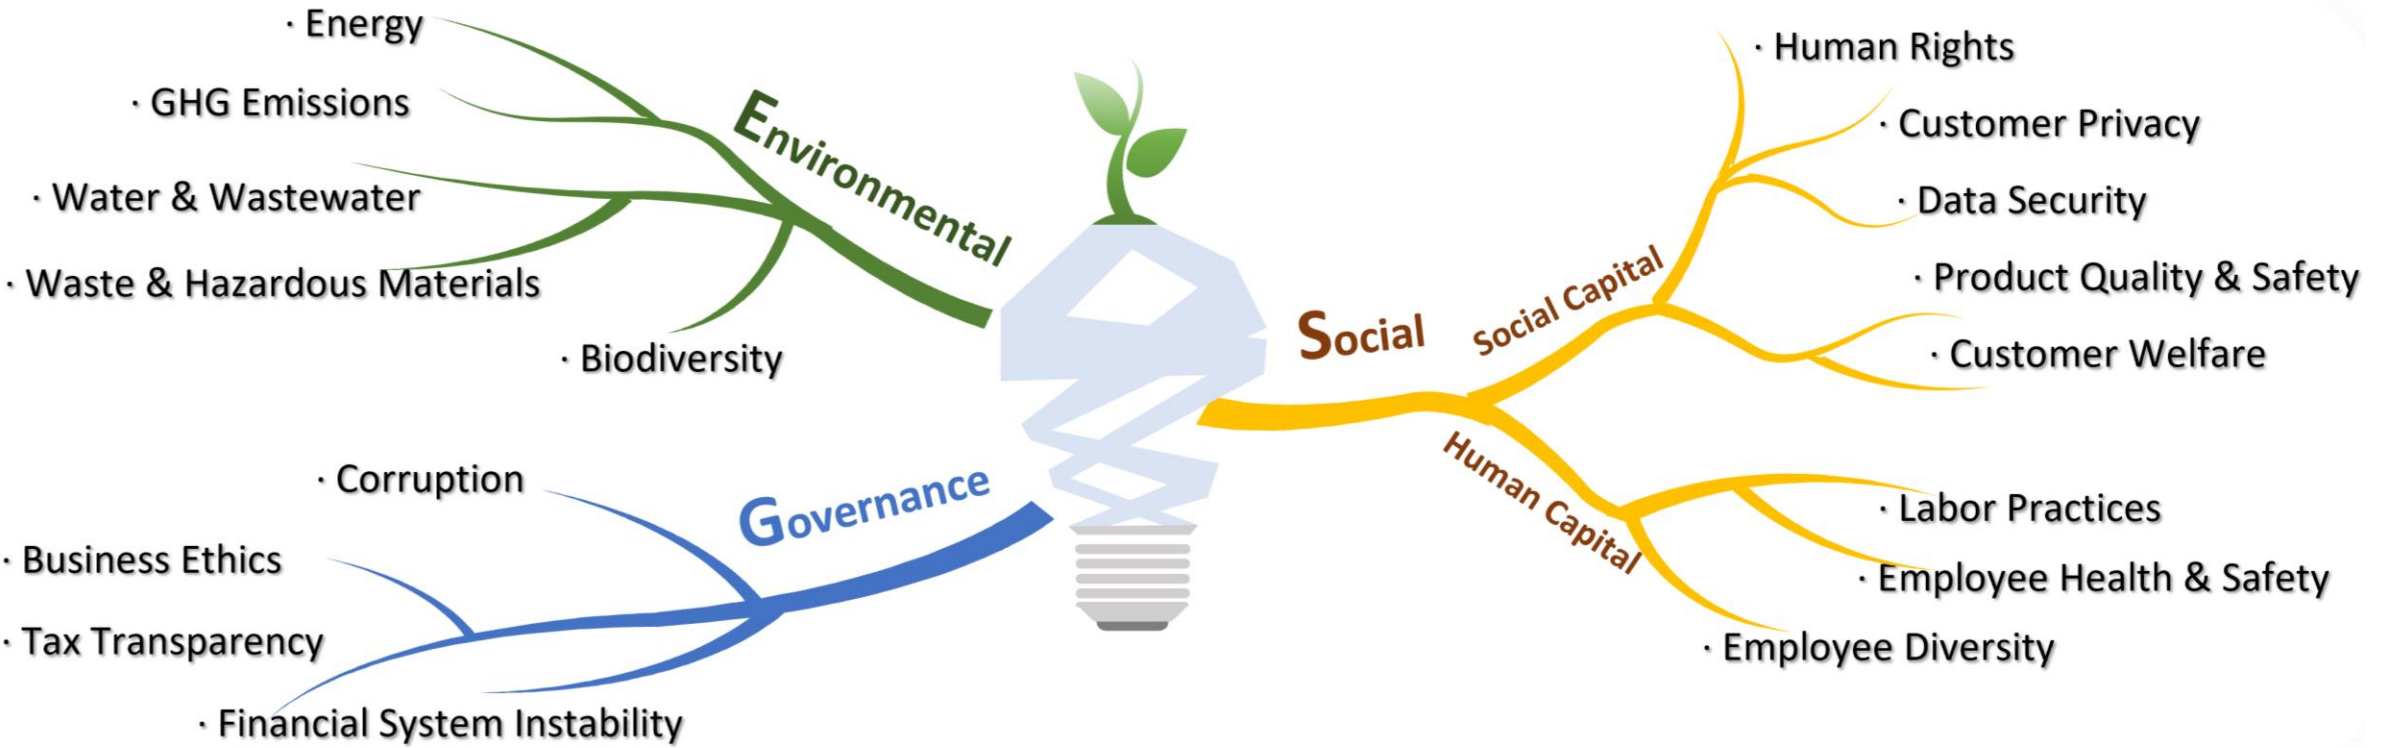 · Energy
· GHG Emissions
· Water & Wastewater
· Waste & Hazardous Materials
· Biodiversity
Environmental
· Corruption
· Business Ethics
· Tax Transparency
· Financial System Instability
Governance
Social
Social Capital
· Human Rights
· Customer Privacy
· Data Security
· Product Quality & Safety
· Customer Welfare
Human Capital
· Labor Practices
· Employee Health & Safety
· Employee Diversity